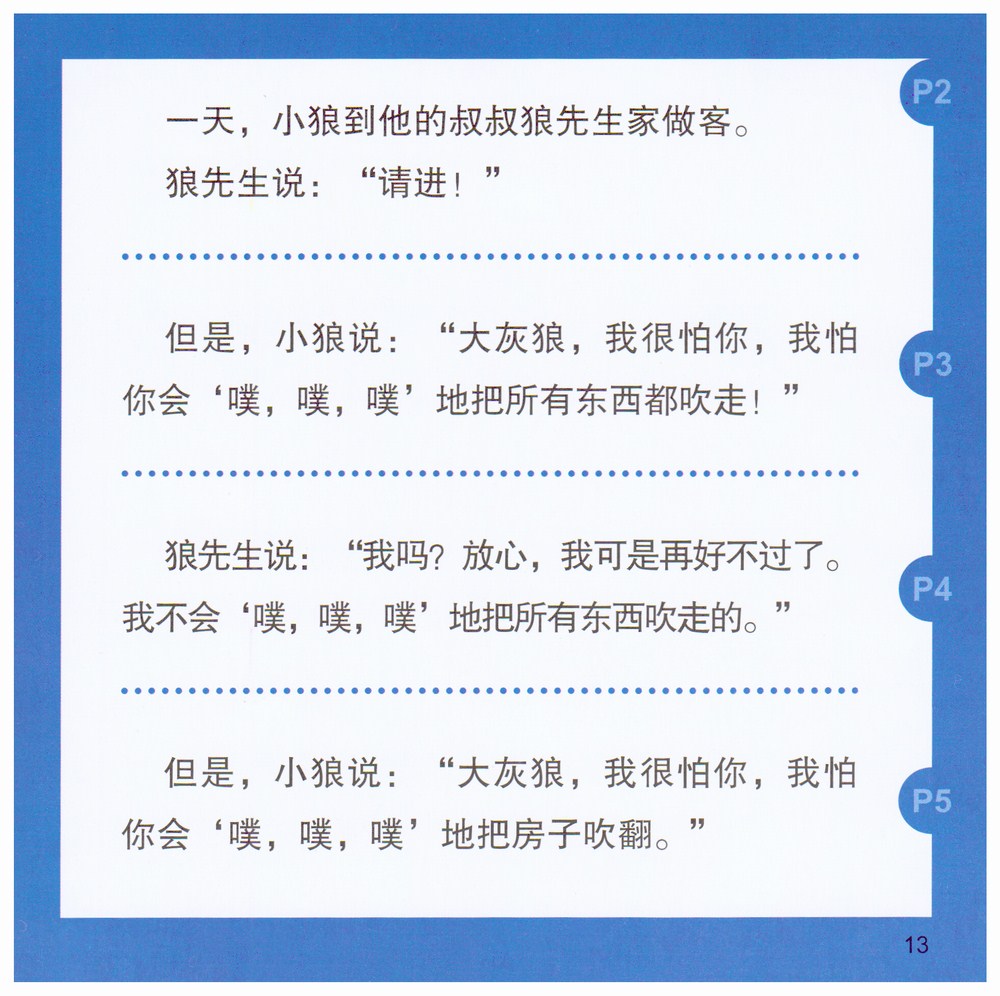 一天，小狼到他的叔叔狼先生家做客。
狼先生说：“请进！”
P2
但是，小狼说：“大灰狼，我很怕你，我怕
你会‘噗，噗，噗’地把所有东西都吹走！”
P3
狼先生说：“我吗？放心，我可是再好不过了。
我不会‘噗，噗，噗’地把所有东西吹走的。”
P4
但是，小狼说：“大灰狼，我很怕你，我怕
你会‘噗，噗，噗’地把房子吹翻。”
P5
13